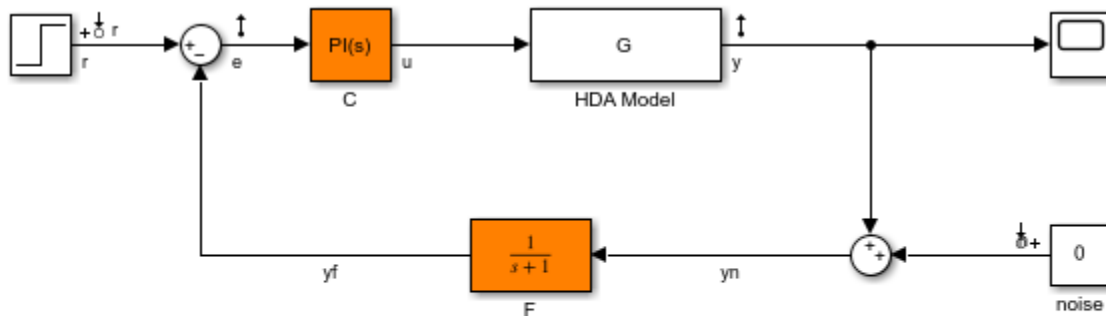 r
r
+
−
e
PI(s)
C
u
G
HDA Model
y
yf
1
s + 1
F
yn
+
+
0
noise